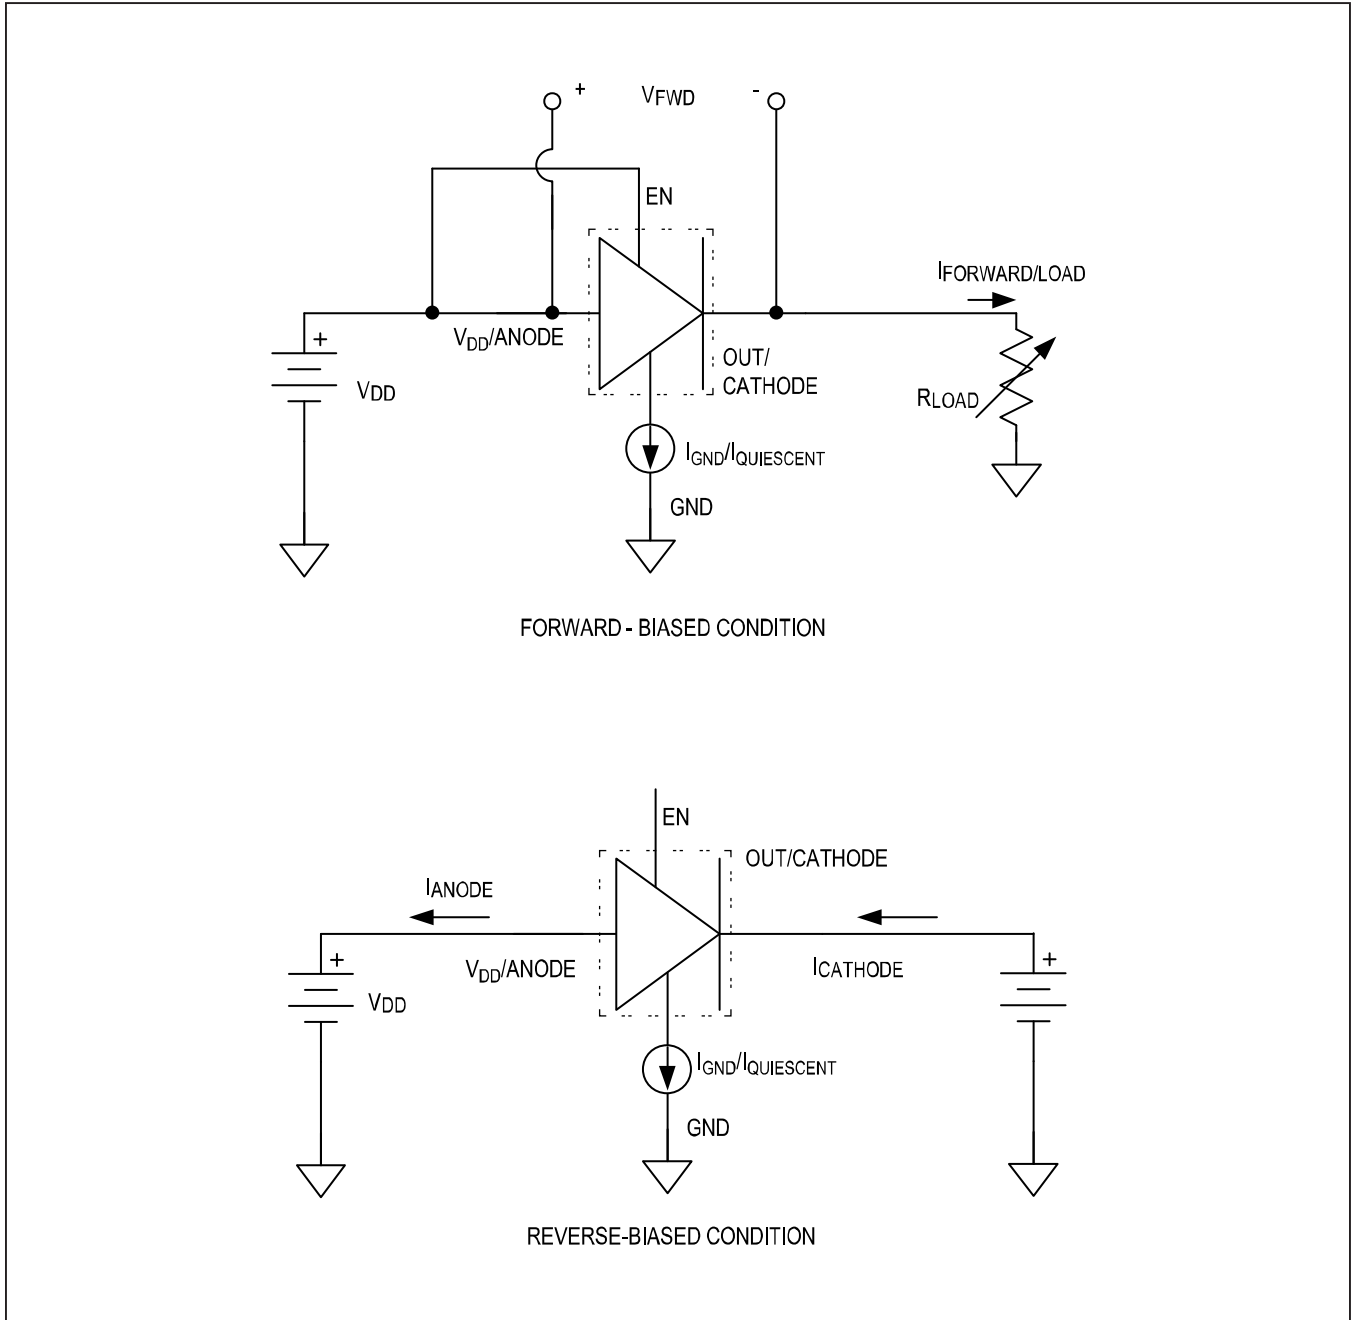 + VFWD -
EN
IFORWARD/LOAD
+
VDD/ANODE
VDD
OUT/
CATHODE
RLOAD
IGND/IQUIESCENT
GND
FORWARD - BIASED CONDITION
EN
OUT/CATHODE
IANODE
+
VDD/ANODE
ICATHODE
+
VDD
IGND/IQUIESCENT
GND
REVERSE-BIASED CONDITION